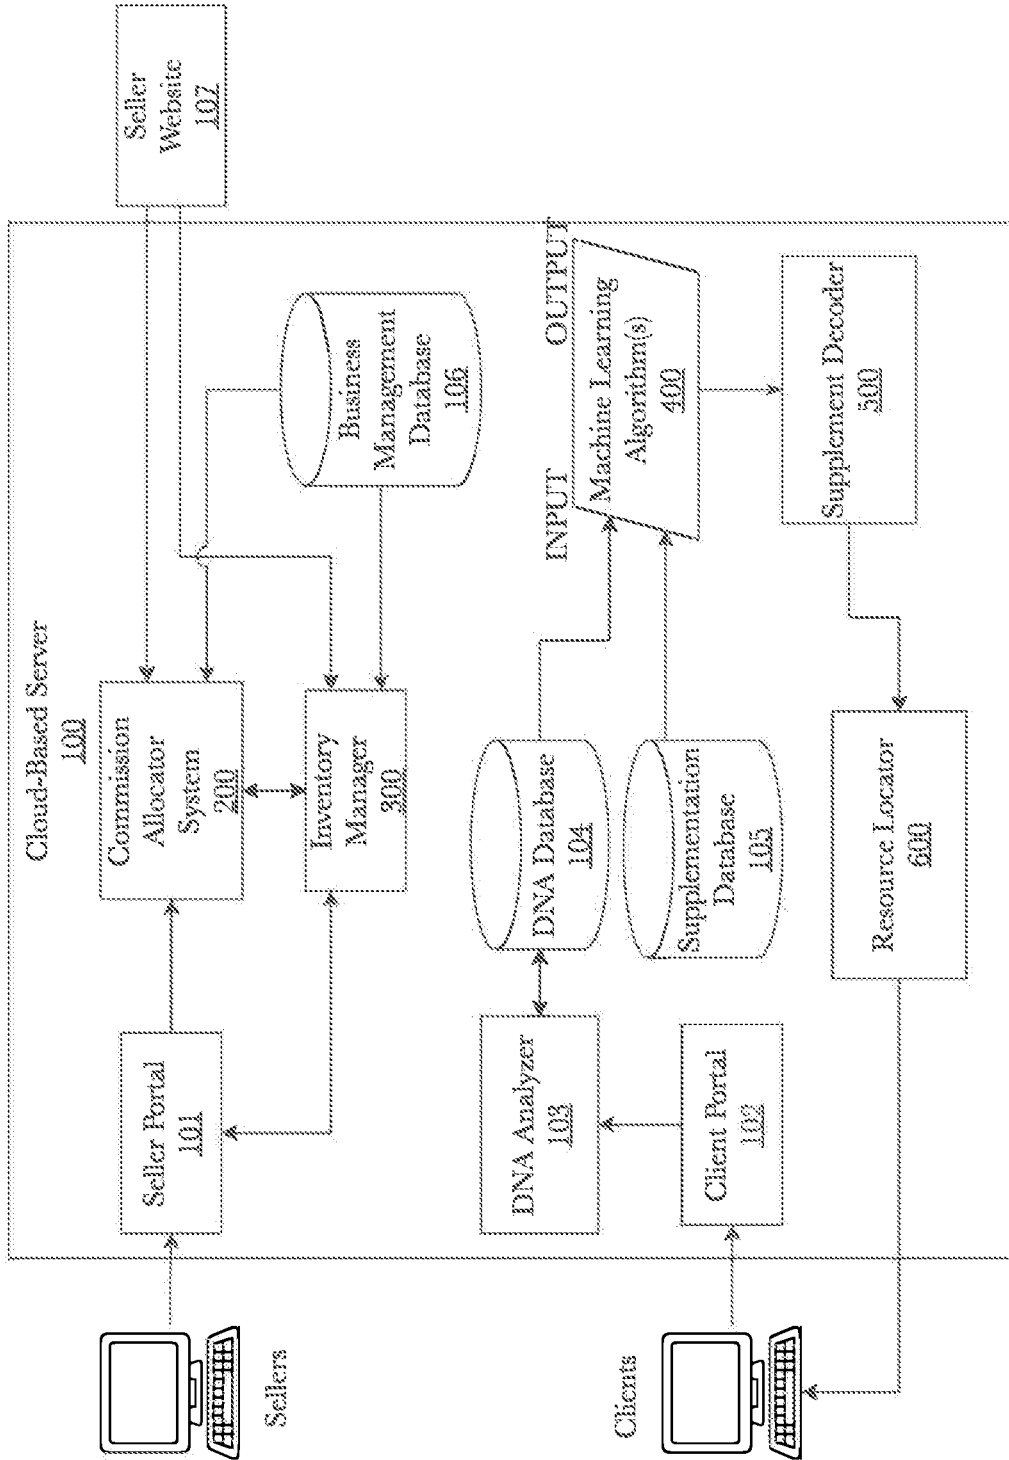 Cloud-Based Server
100
Sellers
Seller Portal
101
Commission
Allocator
System
200
Seller
Website
107
Inventory
Manager
300
Business
Management
Database
106
DNA Analyzer
103
DNA Database
104
INPUT
OUTPUT
Machine Learning
Algorithm(s)
400
Clients
Client Portal
102
Supplementation
Database
105
Supplement Decoder
500
Resource Locator
600